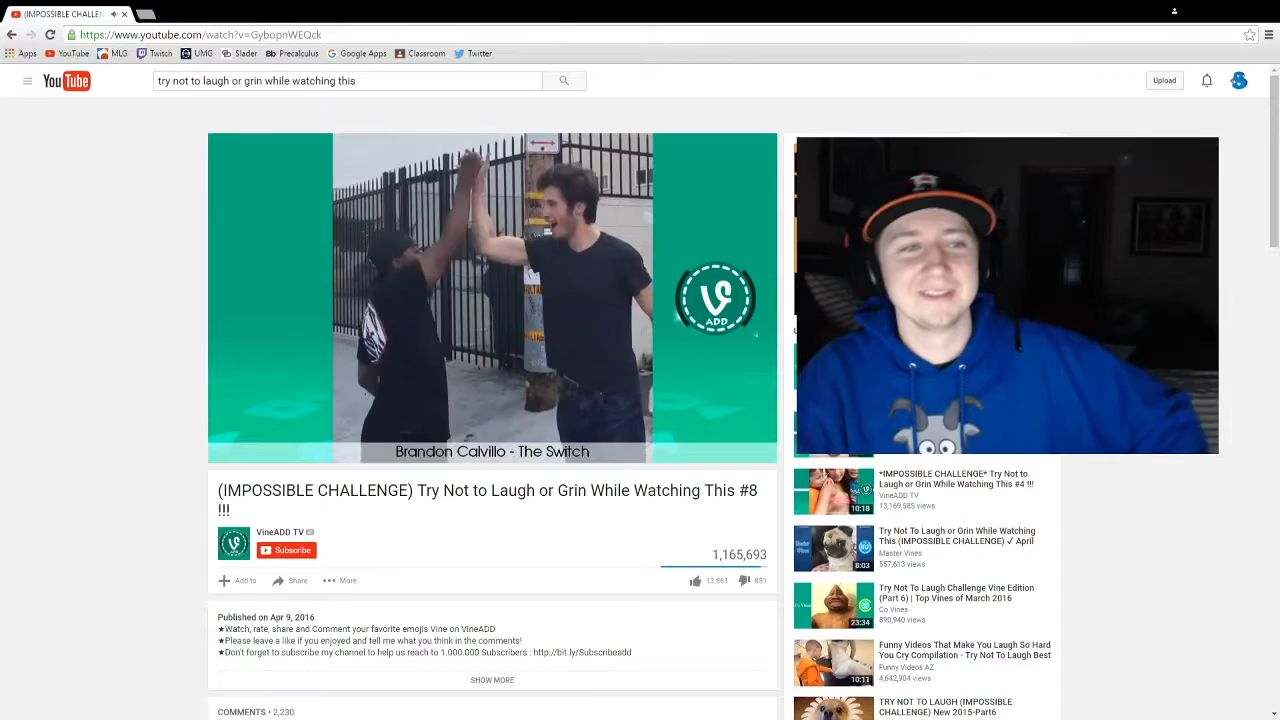 (IMPOSSIBLE CHALLEN
https://www.youtube.com/watch?v=GybopnWEQck
Apps YouTube MLG Twitch UMG Slader Precalculus Google Apps Classroom Twitter
YouTube
try not to laugh or grin while watching this
Upload
ADD
Brandon Calvillo - The Switch
(IMPOSSIBLE CHALLENGE) Try Not to Laugh or Grin While Watching This #8
!!!
VineADD TV
Subscribe
1,165,693
Add to Share More
13,861 851
Published on Apr 9, 2016
★Watch, rate, share and Comment your favorite emojis Vine on VineADD
★Please leave a like if you enjoyed and tell me what you think in the comments!
★Don't forget to subscribe my channel to help us reach to 1.000.000 Subscribers : http://bit.ly/Subscribeadd
SHOW MORE
COMMENTS • 2,230
*IMPOSSIBLE CHALLENGE* Try Not to
Laugh or Grin While Watching This #4 !!!
VineADD TV
13,169,585 views
10:18
Try Not To Laugh or Grin While Watching
This (IMPOSSIBLE CHALLENGE) ✓ April
Master Vines
557,613 views
8:03
Try Not To Laugh Challenge Vine Edition
(Part 6) | Top Vines of March 2016
Co Vines
890,940 views
23:34
Funny Videos That Make You Laugh So Hard
You Cry Compilation - Try Not To Laugh Best
Funny Videos AZ
4,642,904 views
10:11
TRY NOT TO LAUGH (IMPOSSIBLE
CHALLENGE) New 2015-Part6